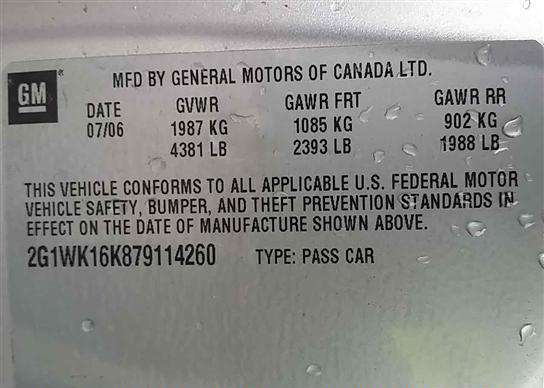 MFD BY GENERAL MOTORS OF CANADA LTD.
GM
DATE GVWR GAWR FRT GAWR RR
07/06 1987 KG 1085 KG 902 KG
4381 LB 2393 LB 1988 LB
THIS VEHICLE CONFORMS TO ALL APPLICABLE U.S. FEDERAL MOTOR
VEHICLE SAFETY, BUMPER, AND THEFT PREVENTION STANDARDS IN
EFFECT ON THE DATE OF MANUFACTURE SHOWN ABOVE.
2G1WK16K879114260 TYPE: PASS CAR